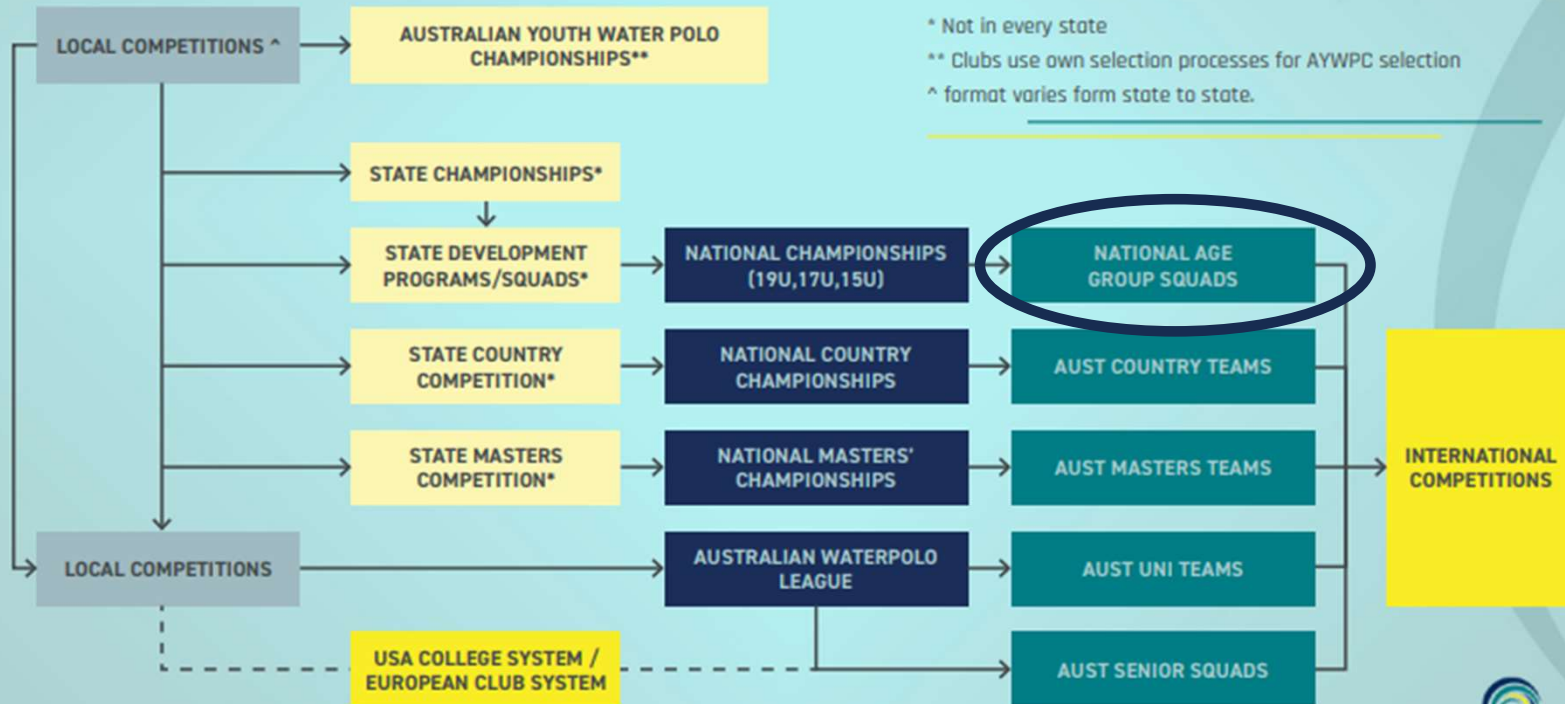 LOCAL COMPETITIONS ^
AUSTRALIAN YOUTH WATER POLO
CHAMPIONSHIPS**
* Not in every state
** Clubs use own selection processes for AYWPC selection
^ format varies form state to state.
STATE CHAMPIONSHIPS*
STATE DEVELOPMENT
PROGRAMS/SQUADS*
NATIONAL CHAMPIONSHIPS
(19U,17U,15U)
NATIONAL AGE
GROUP SQUADS
STATE COUNTRY
COMPETITION*
NATIONAL COUNTRY
CHAMPIONSHIPS
AUST COUNTRY TEAMS
STATE MASTERS
COMPETITION*
NATIONAL MASTERS'
CHAMPIONSHIPS
AUST MASTERS TEAMS
INTERNATIONAL
COMPETITIONS
LOCAL COMPETITIONS
AUSTRALIAN WATERPOLO
LEAGUE
AUST UNI TEAMS
USA COLLEGE SYSTEM /
EUROPEAN CLUB SYSTEM
AUST SENIOR SQUADS